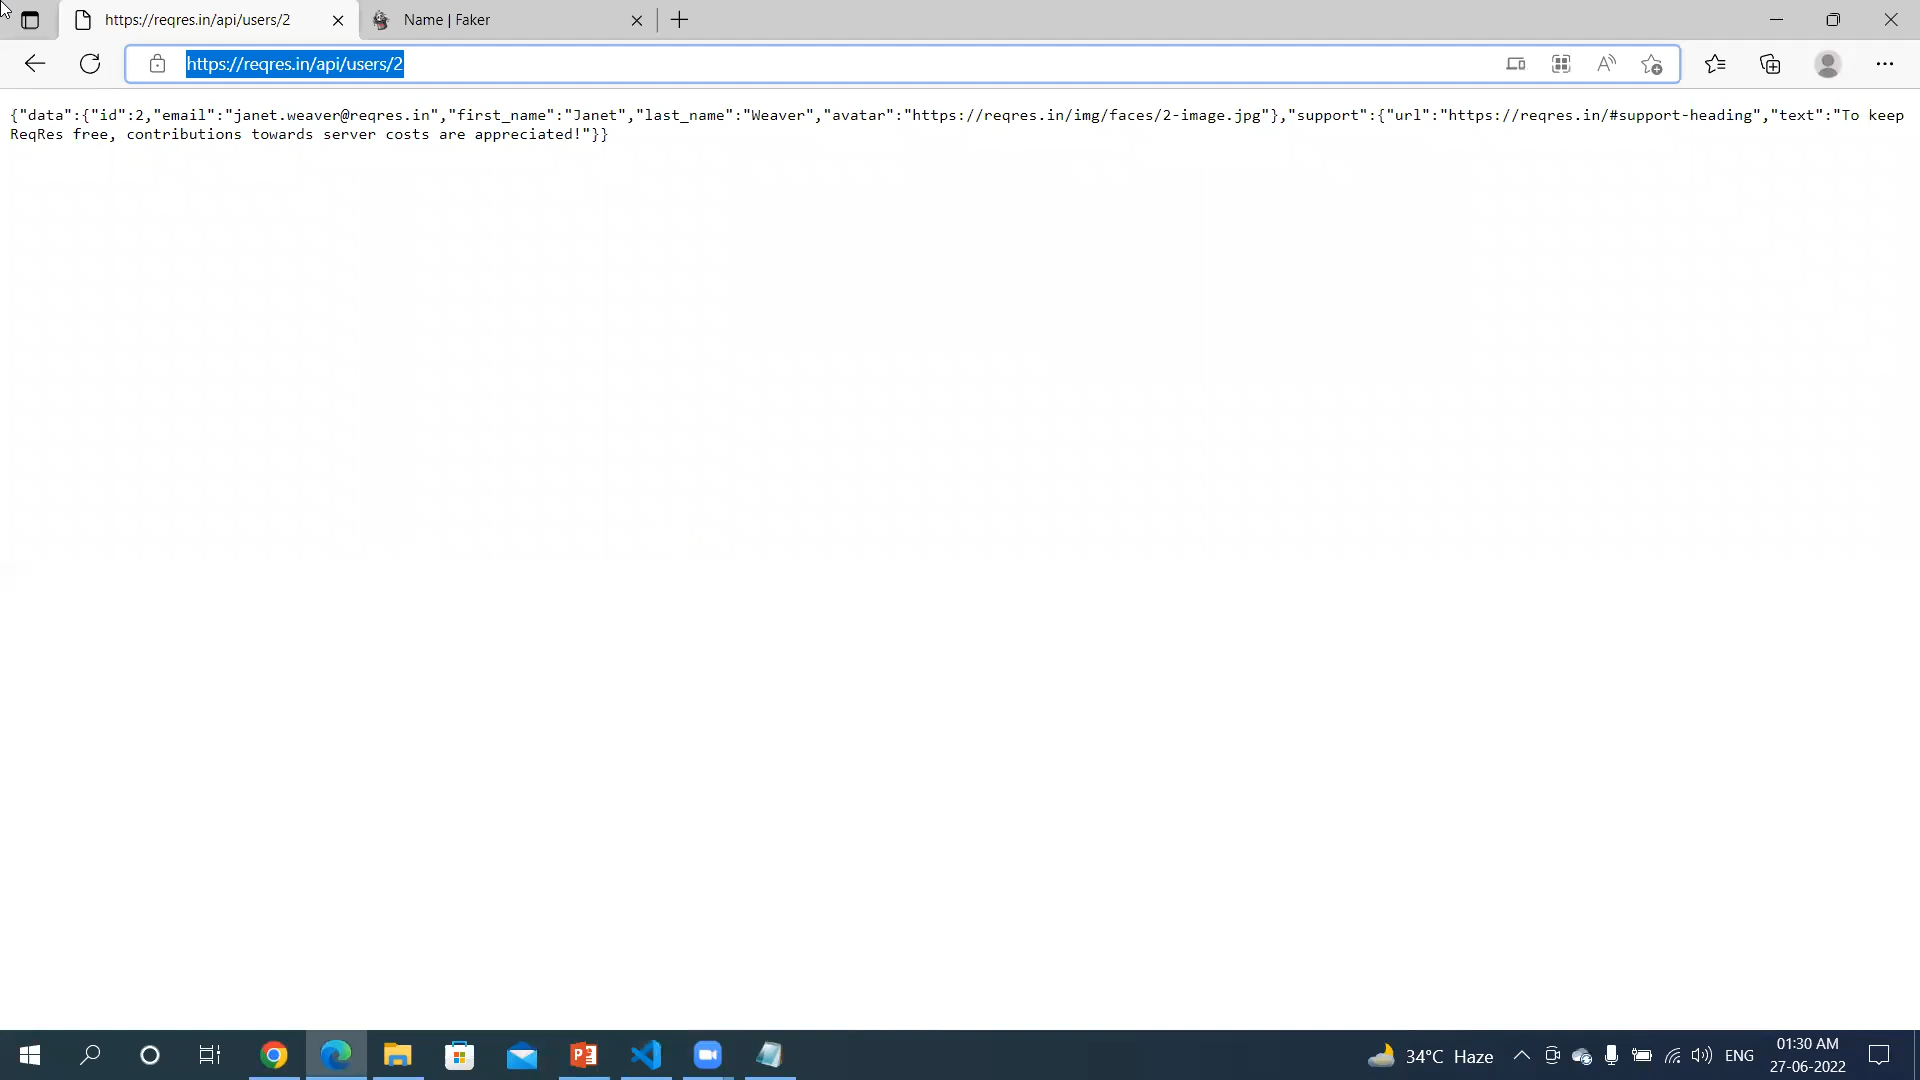 https://reqres.in/api/users/2
Name | Faker
https://reqres.in/api/users/2
{"data":{"id":2,"email":"janet.weaver@reqres.in","first_name":"Janet","last_name":"Weaver","avatar":"https://reqres.in/img/faces/2-image.jpg"},"support":{"url":"https://reqres.in/#support-heading","text":"To keep
ReqRes free, contributions towards server costs are appreciated!"}}
34°C Haze
ENG
01:30 AM
27-06-2022